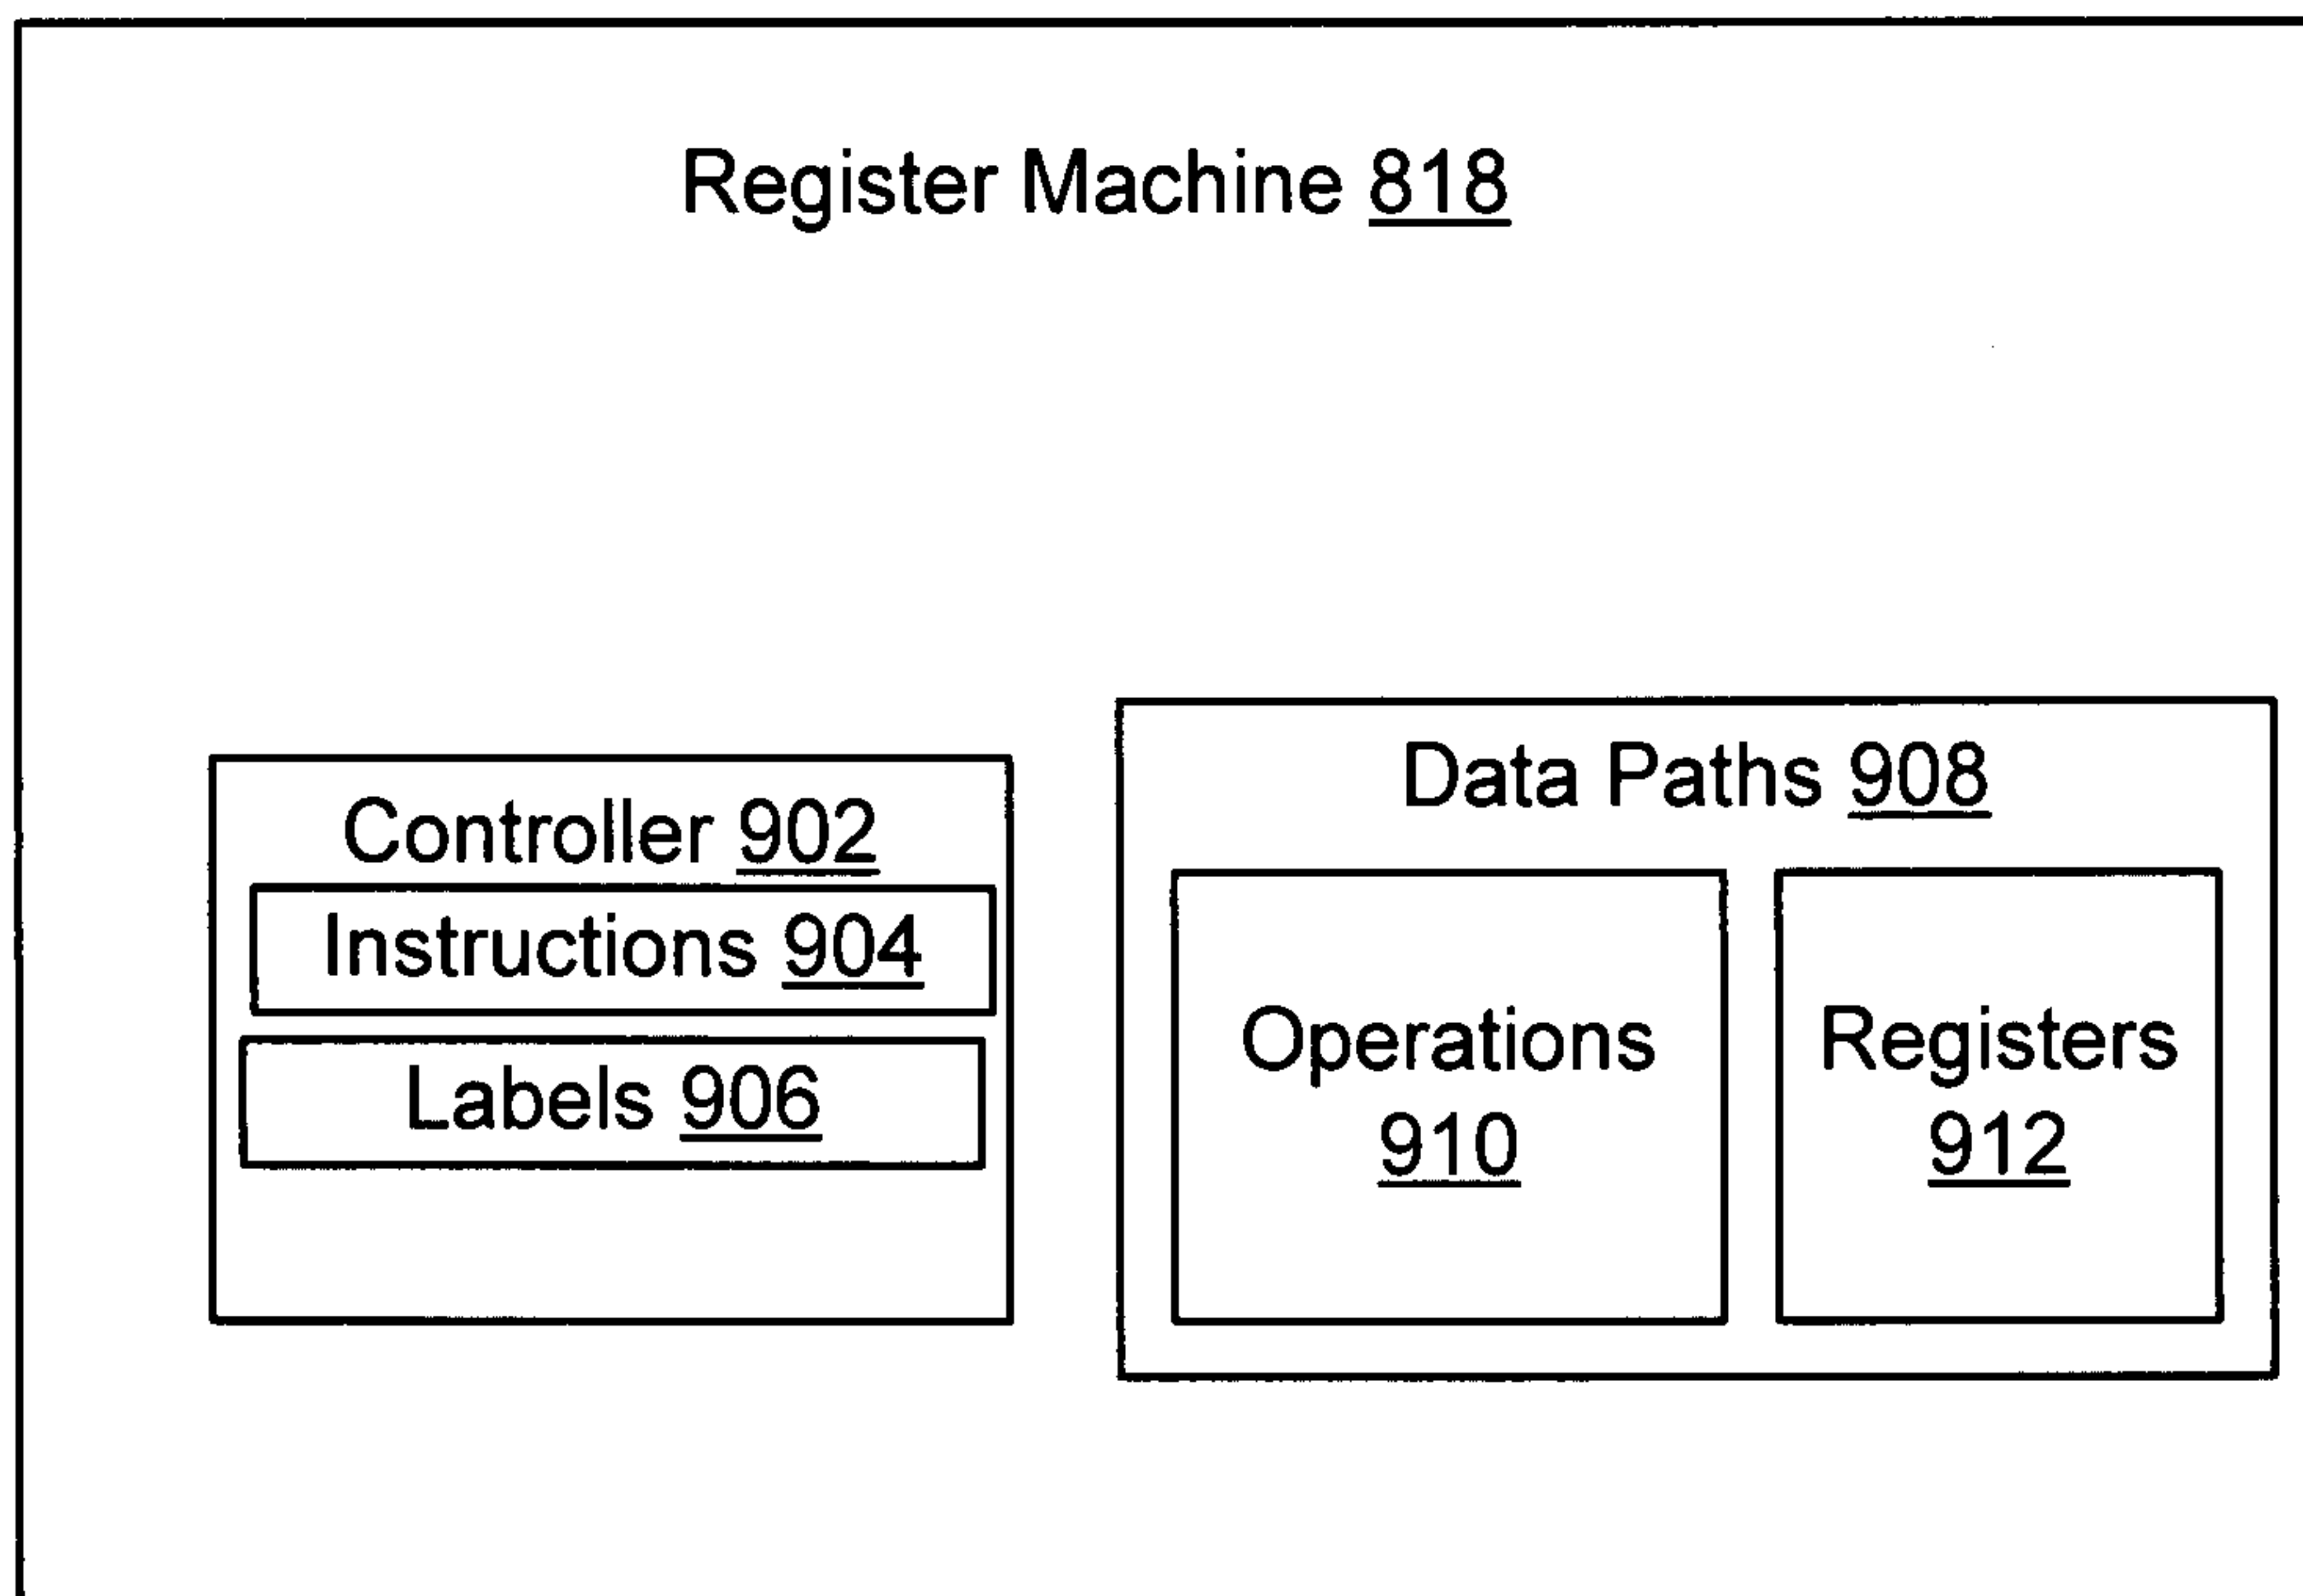 Register Machine 818
Controller 902
Instructions 904
Labels 906
Data Paths 908
Operations
910
Registers
912